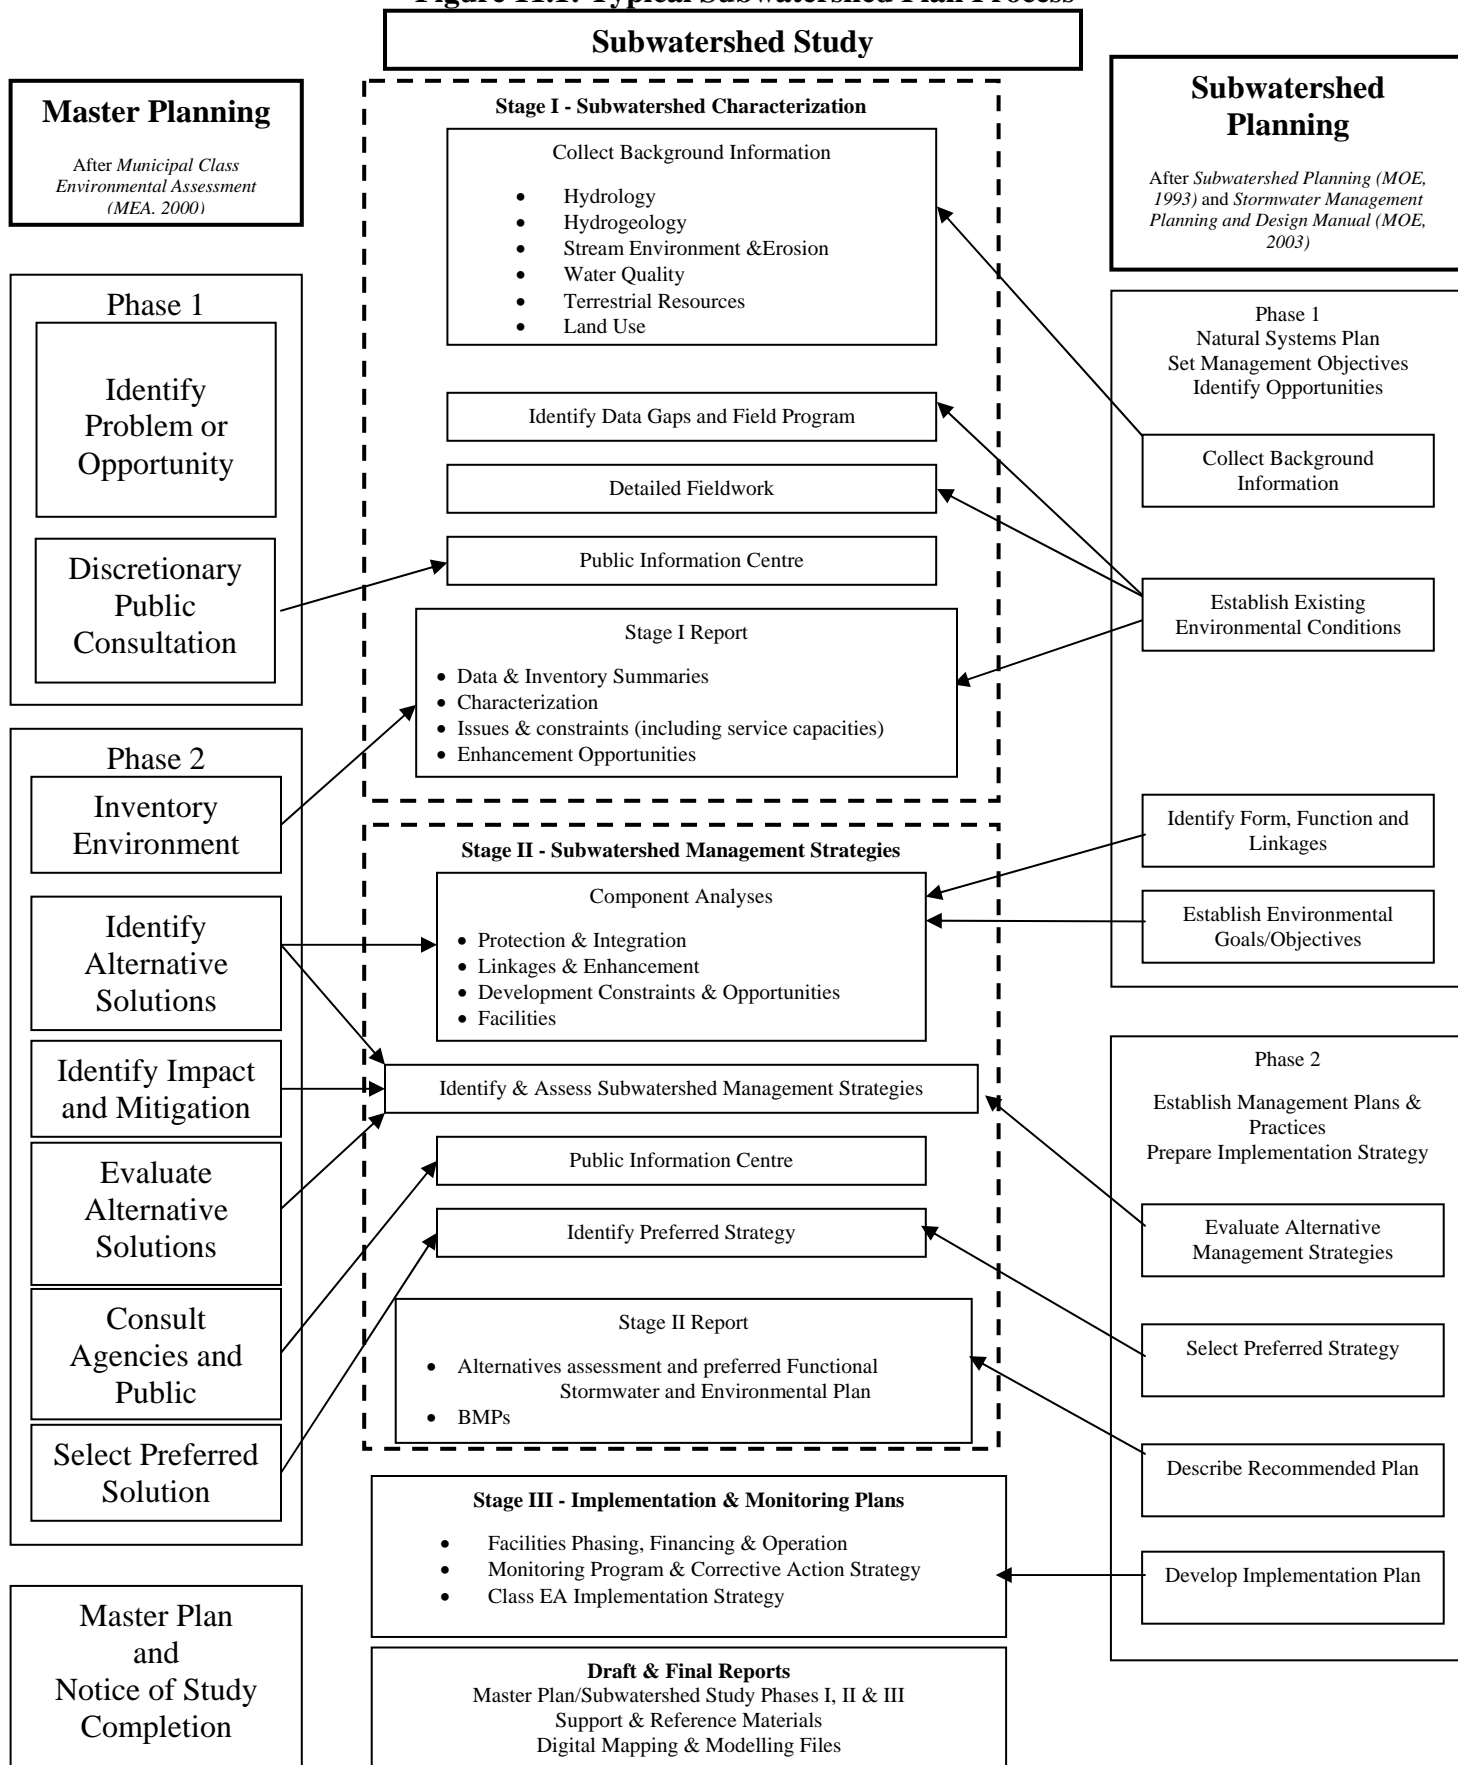 Figure 11.1: Typical Subwatershed Plan Process
Subwatershed Study
Master Planning
After Municipal Class
Environmental Assessment
(MEA. 2000)
Phase 1
Identify
Problem or
Opportunity
Discretionary
Public
Consultation
Phase 2
Inventory
Environment
Identify
Alternative
Solutions
Identify Impact
and Mitigation
Evaluate
Alternative
Solutions
Consult
Agencies and
Public
Select Preferred
Solution
Master Plan
and
Notice of Study
Completion
Stage I - Subwatershed Characterization
Collect Background Information
• Hydrology
• Hydrogeology
• Stream Environment &Erosion
• Water Quality
• Terrestrial Resources
• Land Use
Identify Data Gaps and Field Program
Detailed Fieldwork
Public Information Centre
Stage I Report
• Data & Inventory Summaries
• Characterization
• Issues & constraints (including service capacities)
• Enhancement Opportunities
Stage II - Subwatershed Management Strategies
Component Analyses
• Protection & Integration
• Linkages & Enhancement
• Development Constraints & Opportunities
• Facilities
Identify & Assess Subwatershed Management Strategies
Public Information Centre
Identify Preferred Strategy
Stage II Report
• Alternatives assessment and preferred Functional
Stormwater and Environmental Plan
• BMPs
Stage III - Implementation & Monitoring Plans
• Facilities Phasing, Financing & Operation
• Monitoring Program & Corrective Action Strategy
• Class EA Implementation Strategy
Draft & Final Reports
Master Plan/Subwatershed Study Phases I, II & III
Support & Reference Materials
Digital Mapping & Modelling Files
Subwatershed
Planning
After Subwatershed Planning (MOE,
1993) and Stormwater Management
Planning and Design Manual (MOE,
2003)
Phase 1
Natural Systems Plan
Set Management Objectives
Identify Opportunities
Collect Background
Information
Establish Existing
Environmental Conditions
Identify Form, Function and
Linkages
Establish Environmental
Goals/Objectives
Phase 2
Establish Management Plans &
Practices
Prepare Implementation Strategy
Evaluate Alternative
Management Strategies
Select Preferred Strategy
Describe Recommended Plan
Develop Implementation Plan